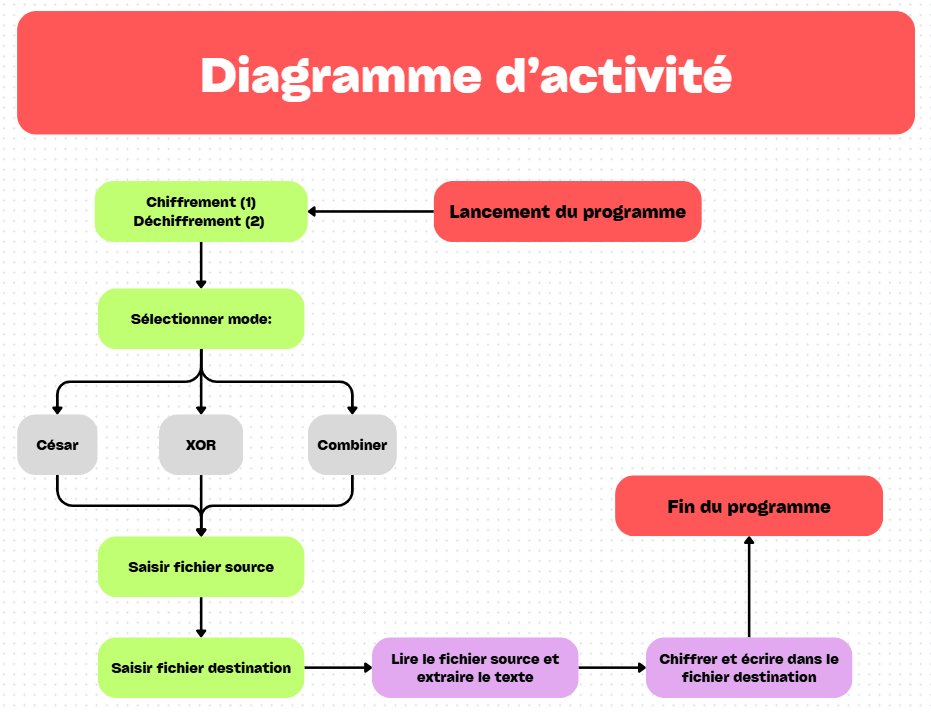 Diagramme d’activité
Chiffrement (1)
Déchiffrement (2)
Lancement du programme
Sélectionner mode:
César
XOR
Combiner
Fin du programme
Saisir fichier source
Saisir fichier destination
Lire le fichier source et
extraire le texte
Chiffrer et écrire dans le
fichier destination